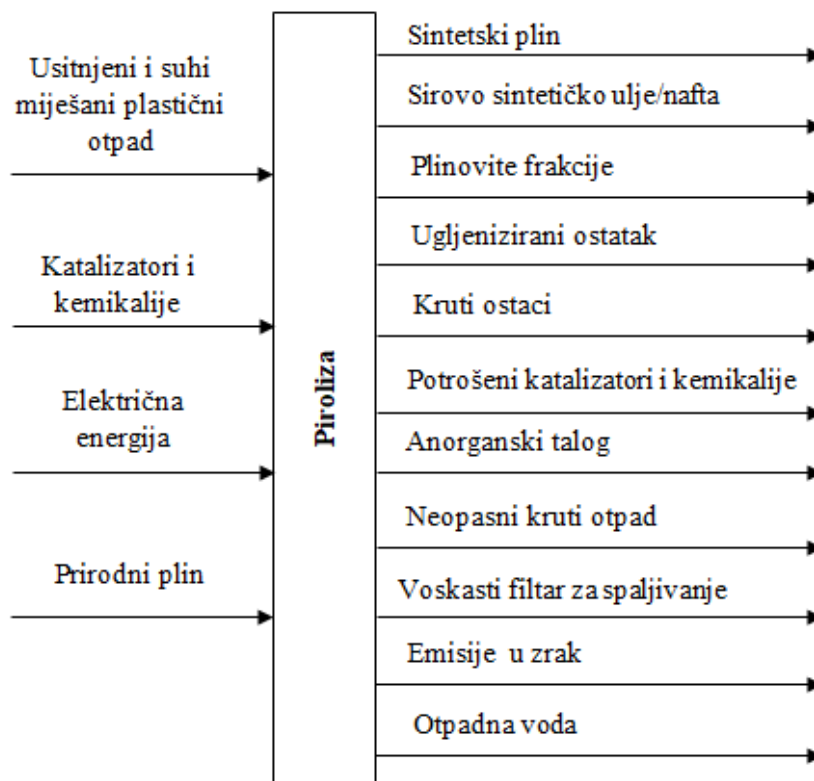 Usitnjeni i suhi
miješani plastični
otpad
Katalizatori i
kemikalije
Električna
energija
Prirodni plin
Piroliza
Sintetski plin
Sirovo sintetičko ulje/nafta
Plinovite frakcije
Ugljenizirani ostatak
Kruti ostaci
Potrošeni katalizatori i kemikalije
Anorganski talog
Neopasni kruti otpad
Voskasti filtar za spaljivanje
Emisije u zrak
Otpadna voda